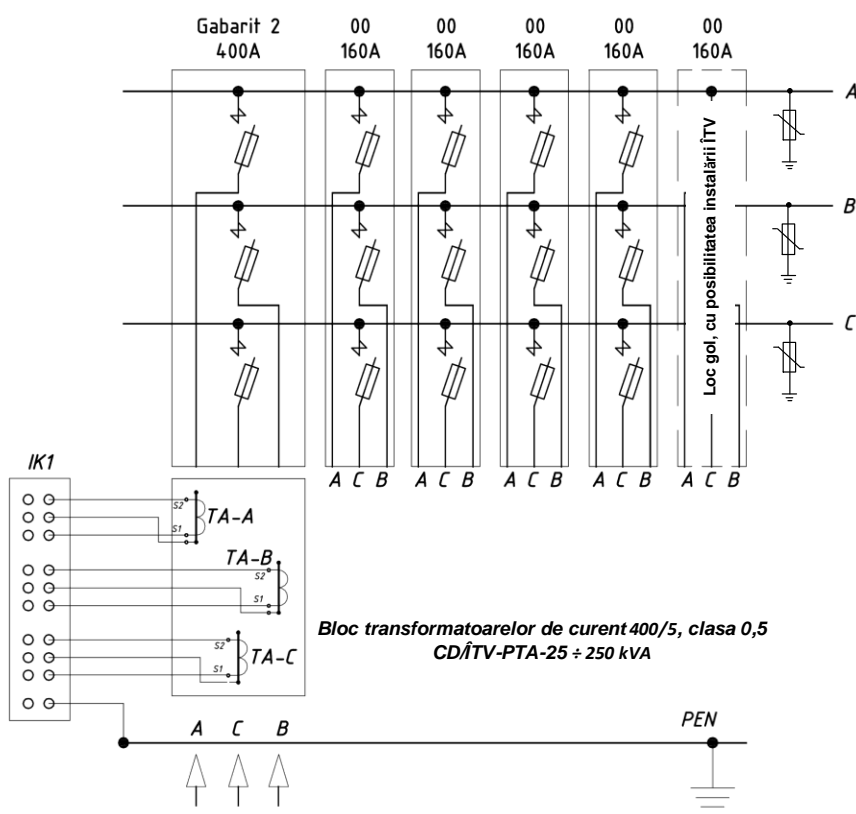 Gabarit 2 00 00 00 00 00
400A 160A 160A 160A 160A 160A
A
B
C
Loc gol, cu posibilitatea instalării ÎTV
A C B A C B A C B A C B A C B
IK1
S2
TA-A
S1
TA-B
S2
S1
Bloc transformatoarelor de curent 400/5, clasa 0,5
CD/ÎTV-PTA-25 ÷ 250 kVA
S2
TA-C
S1
A C B
PEN